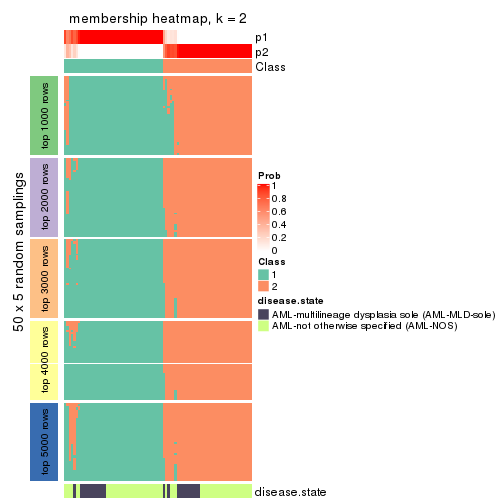 membership heatmap, k = 2
p1
p2
Class
50 x 5 random samplings
top 1000 rows
top 2000 rows
top 3000 rows
top 4000 rows
top 5000 rows
Prob
1
0.8
0.6
0.4
0.2
0
Class
1
2
disease.state
AML-multilineage dysplasia sole (AML-MLD-sole)
AML-not otherwise specified (AML-NOS)
disease.state